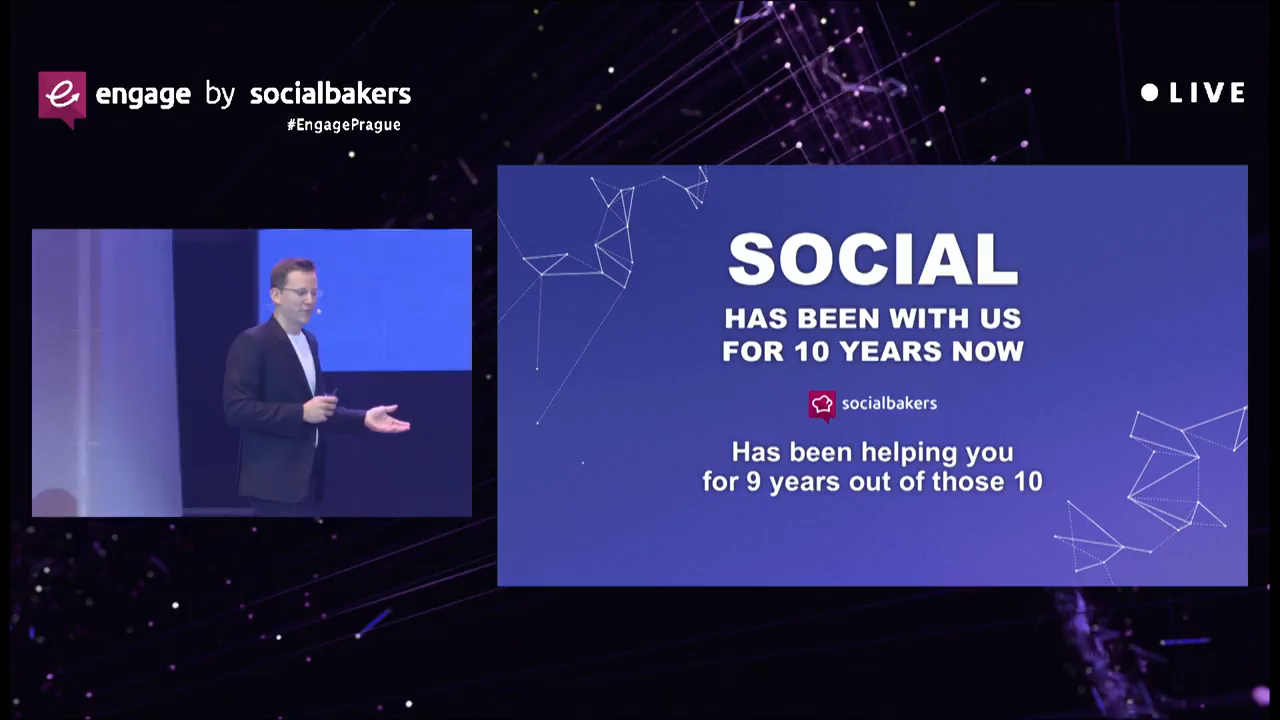 engage by socialbakers
#EngagePrague
LIVE
SOCIAL
HAS BEEN WITH US
FOR 10 YEARS NOW
socialbakers
Has been helping you
for 9 years out of those 10